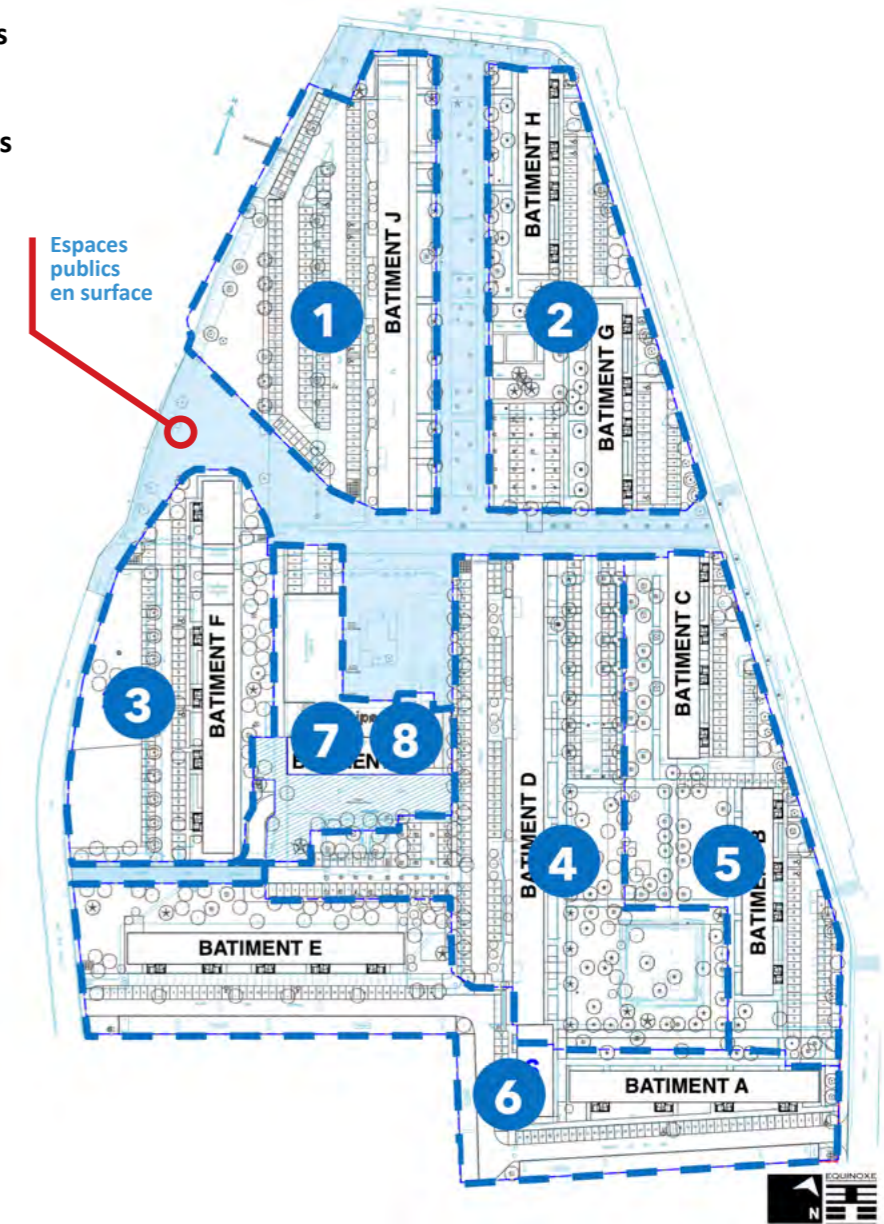 s
s
Espaces
publics
en surface
BATIMENT J
BATIMENT H
1
2
BATIMENT G
BATIMENT F
BATIMENT C
3
7
8
BATIMENT D
4
5
BATIMENT E
6
BATIMENT A
N
EQUINOXE